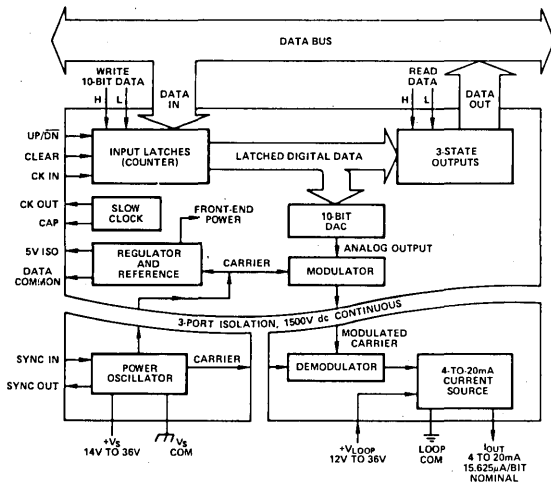 DATA BUS
WRITE
10-BIT DATA
H L
DATA
IN
READ
DATA
H L
DATA
OUT
UP/DN
CLEAR
CK IN
INPUT LATCHES
(COUNTER)
LATCHED DIGITAL DATA
3-STATE
OUTPUTS
CK OUT
CAP
SLOW
CLOCK
FRONT-END
POWER
10-BIT
DAC
ANALOG OUTPUT
5V ISO
DATA
COMMON
REGULATOR
AND
REFERENCE
CARRIER
MODULATOR
3-PORT ISOLATION, 1500V dc CONTINUOUS
MODULATED
CARRIER
SYNC IN
SYNC OUT
POWER
OSCILLATOR
CARRIER
DEMODULATOR
4-TO-20mA
CURRENT
SOURCE
+VS
14V TO 36V
VS
COM
+VLOOP
12V TO 36V
LOOP
COM
IOUT
4 TO 20mA
15.625μA/BIT
NOMINAL